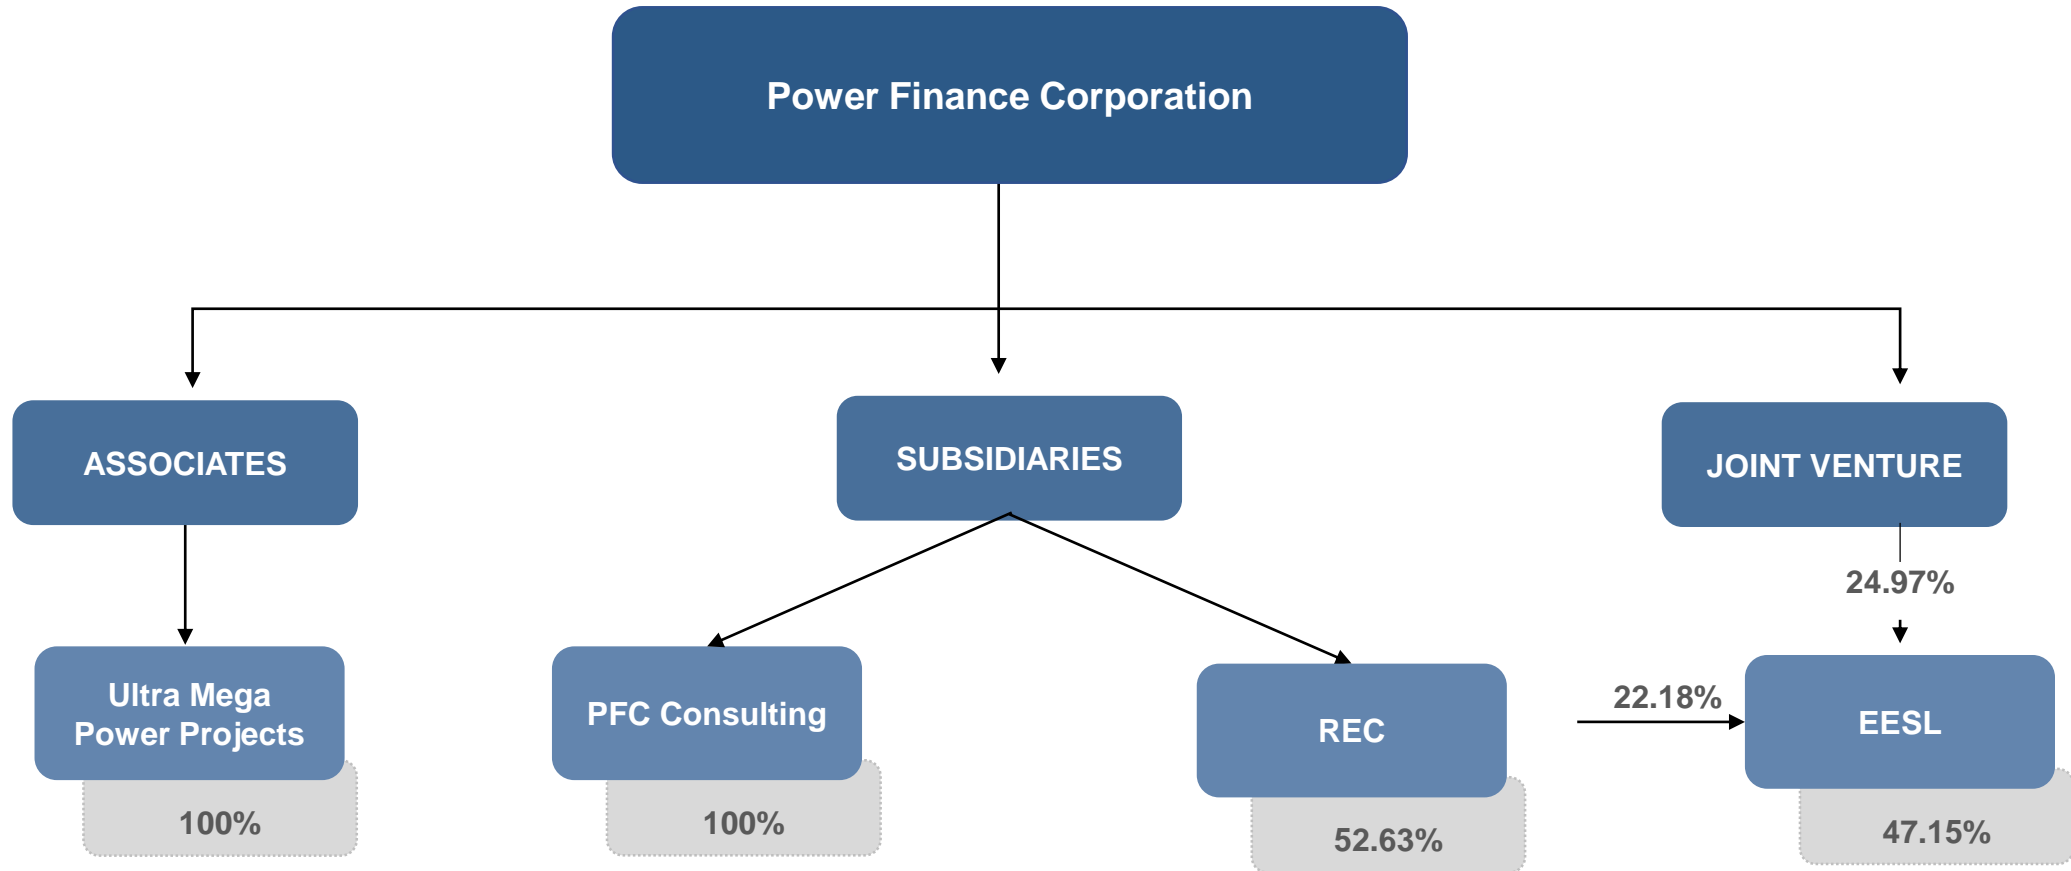 Power Finance Corporation
ASSOCIATES
SUBSIDIARIES
JOINT VENTURE
24.97%
Ultra Mega
Power Projects
100%
PFC Consulting
100%
REC
52.63%
22.18%
EESL
47.15%